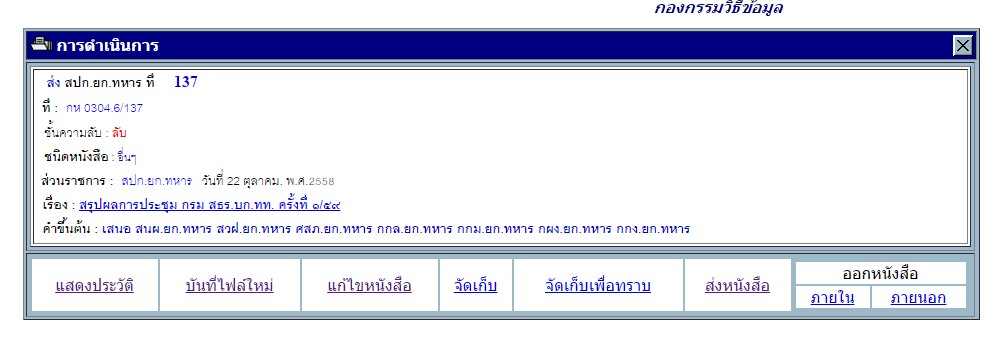 กองกรรมวิธีข้อมูล
การดำเนินการ
ส่ง สปก.ยก.ทหาร ที่ 137
ที่ : กห 0304.6/137
ชั้นความลับ : ลับ
ชนิดหนังสือ : อื่นๆ
ส่วนราชการ : สปก.ยก.ทหาร วันที่ 22 ตุลาคม. พ.ศ.2558
เรื่อง : สรุปผลการประชุม กรม สธร.บก.ทท. ครั้งที่ ๑/๕๙
คำขึ้นต้น : เสนอ สนผ.ยก.ทหาร สวฝ.ยก.ทหาร ศสภ.ยก.ทหาร กกล.ยก.ทหาร กกม.ยก.ทหาร กผง.ยก.ทหาร กกง.ยก.ทหาร
แสดงประวัติ บันทึไฟล์ใหม่ แก้ไขหนังสือ จัดเก็บ จัดเก็บเพื่อทราบ ส่งหนังสือ ออกหนังสือ
ภายใน ภายนอก